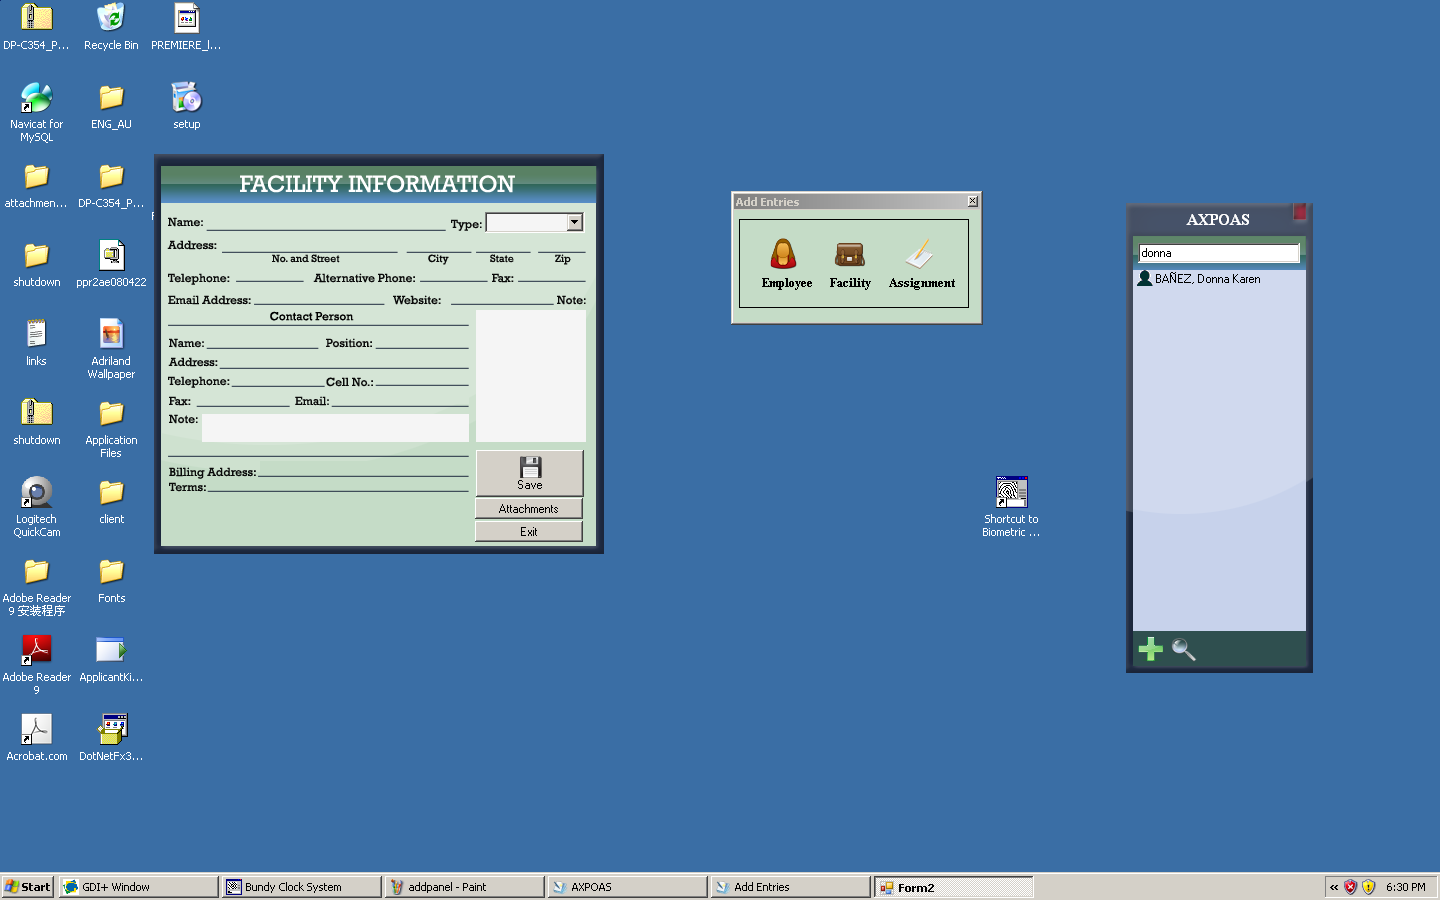 DP-C354_P...
Recycle Bin
PREMIERE_l...
Navicat for
MySQL
ENG_AU
setup
attachmen...
DP-C354_P...
shutdown
ppr2ae080422
links
Adriland
Wallpaper
shutdown
Application
Files
Logitech
QuickCam
client
Adobe Reader
9 安装程序
Fonts
Adobe Reader
9
ApplicantKi...
Acrobat.com
DotNetFx3...
FACILITY INFORMATION
Name:
Type:
Address:
No. and Street
City
State
Zip
Telephone:
Alternative Phone:
Fax:
Email Address:
Website:
Note:
Contact Person
Name:
Position:
Address:
Telephone:
Cell No.:
Fax:
Email:
Note:
Billing Address:
Terms:
Save
Attachments
Exit
Add Entries
Employee
Facility
Assignment
Shortcut to
Biometric ...
AXPOAS
donna
BAÑEZ, Donna Karen
Start
GDI+ Window
Bundy Clock System
addpanel - Paint
AXPOAS
Add Entries
Form2
«
6:30 PM